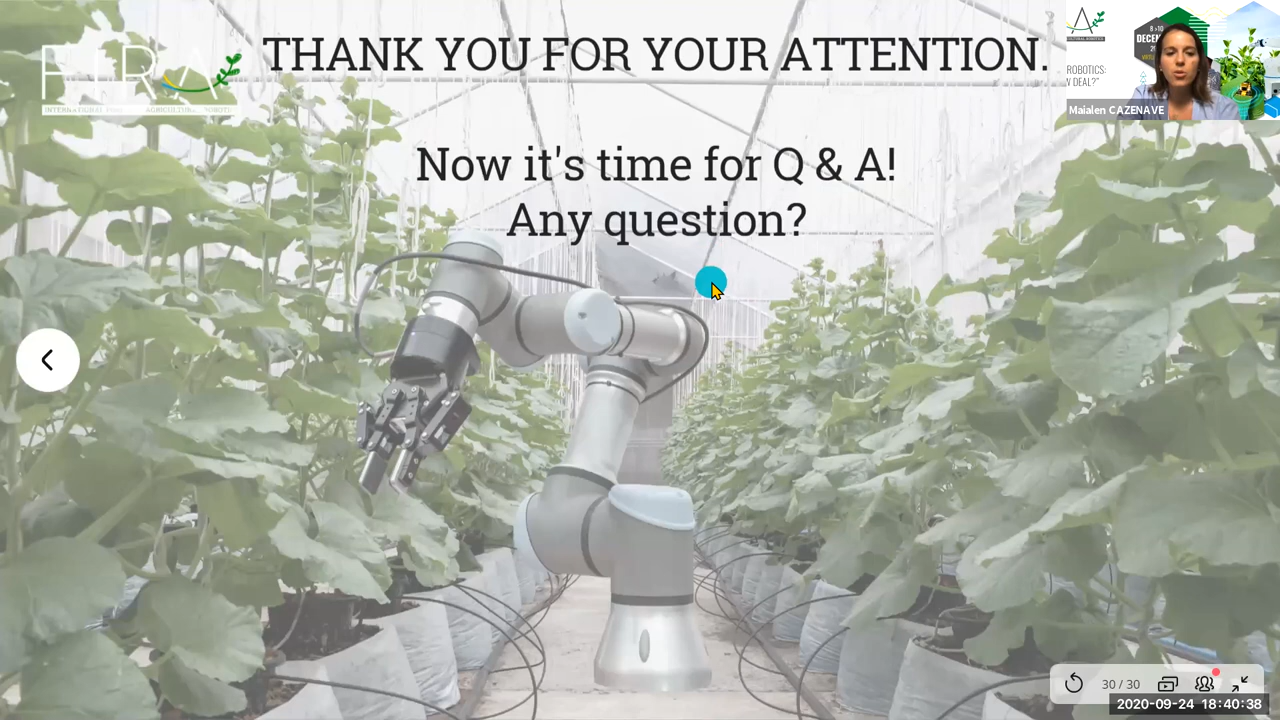 FIRA
THANK YOU FOR YOUR ATTENTION.
Now it's time for Q & A!
Any question?
ROBOTICS:
W DEAL?"
Maialen CAZENAVE
30 / 30
2020-09-24 18:40:38